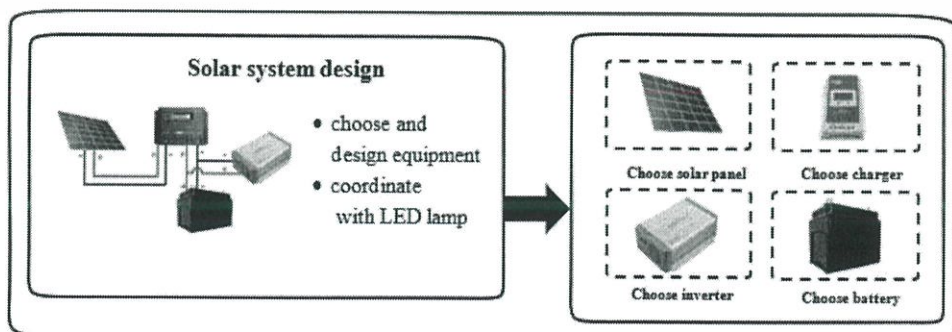 Solar system design
• choose and
design equipment
• coordinate
with LED lamp
Choose solar panel
Choose charger
Choose inverter
Choose battery